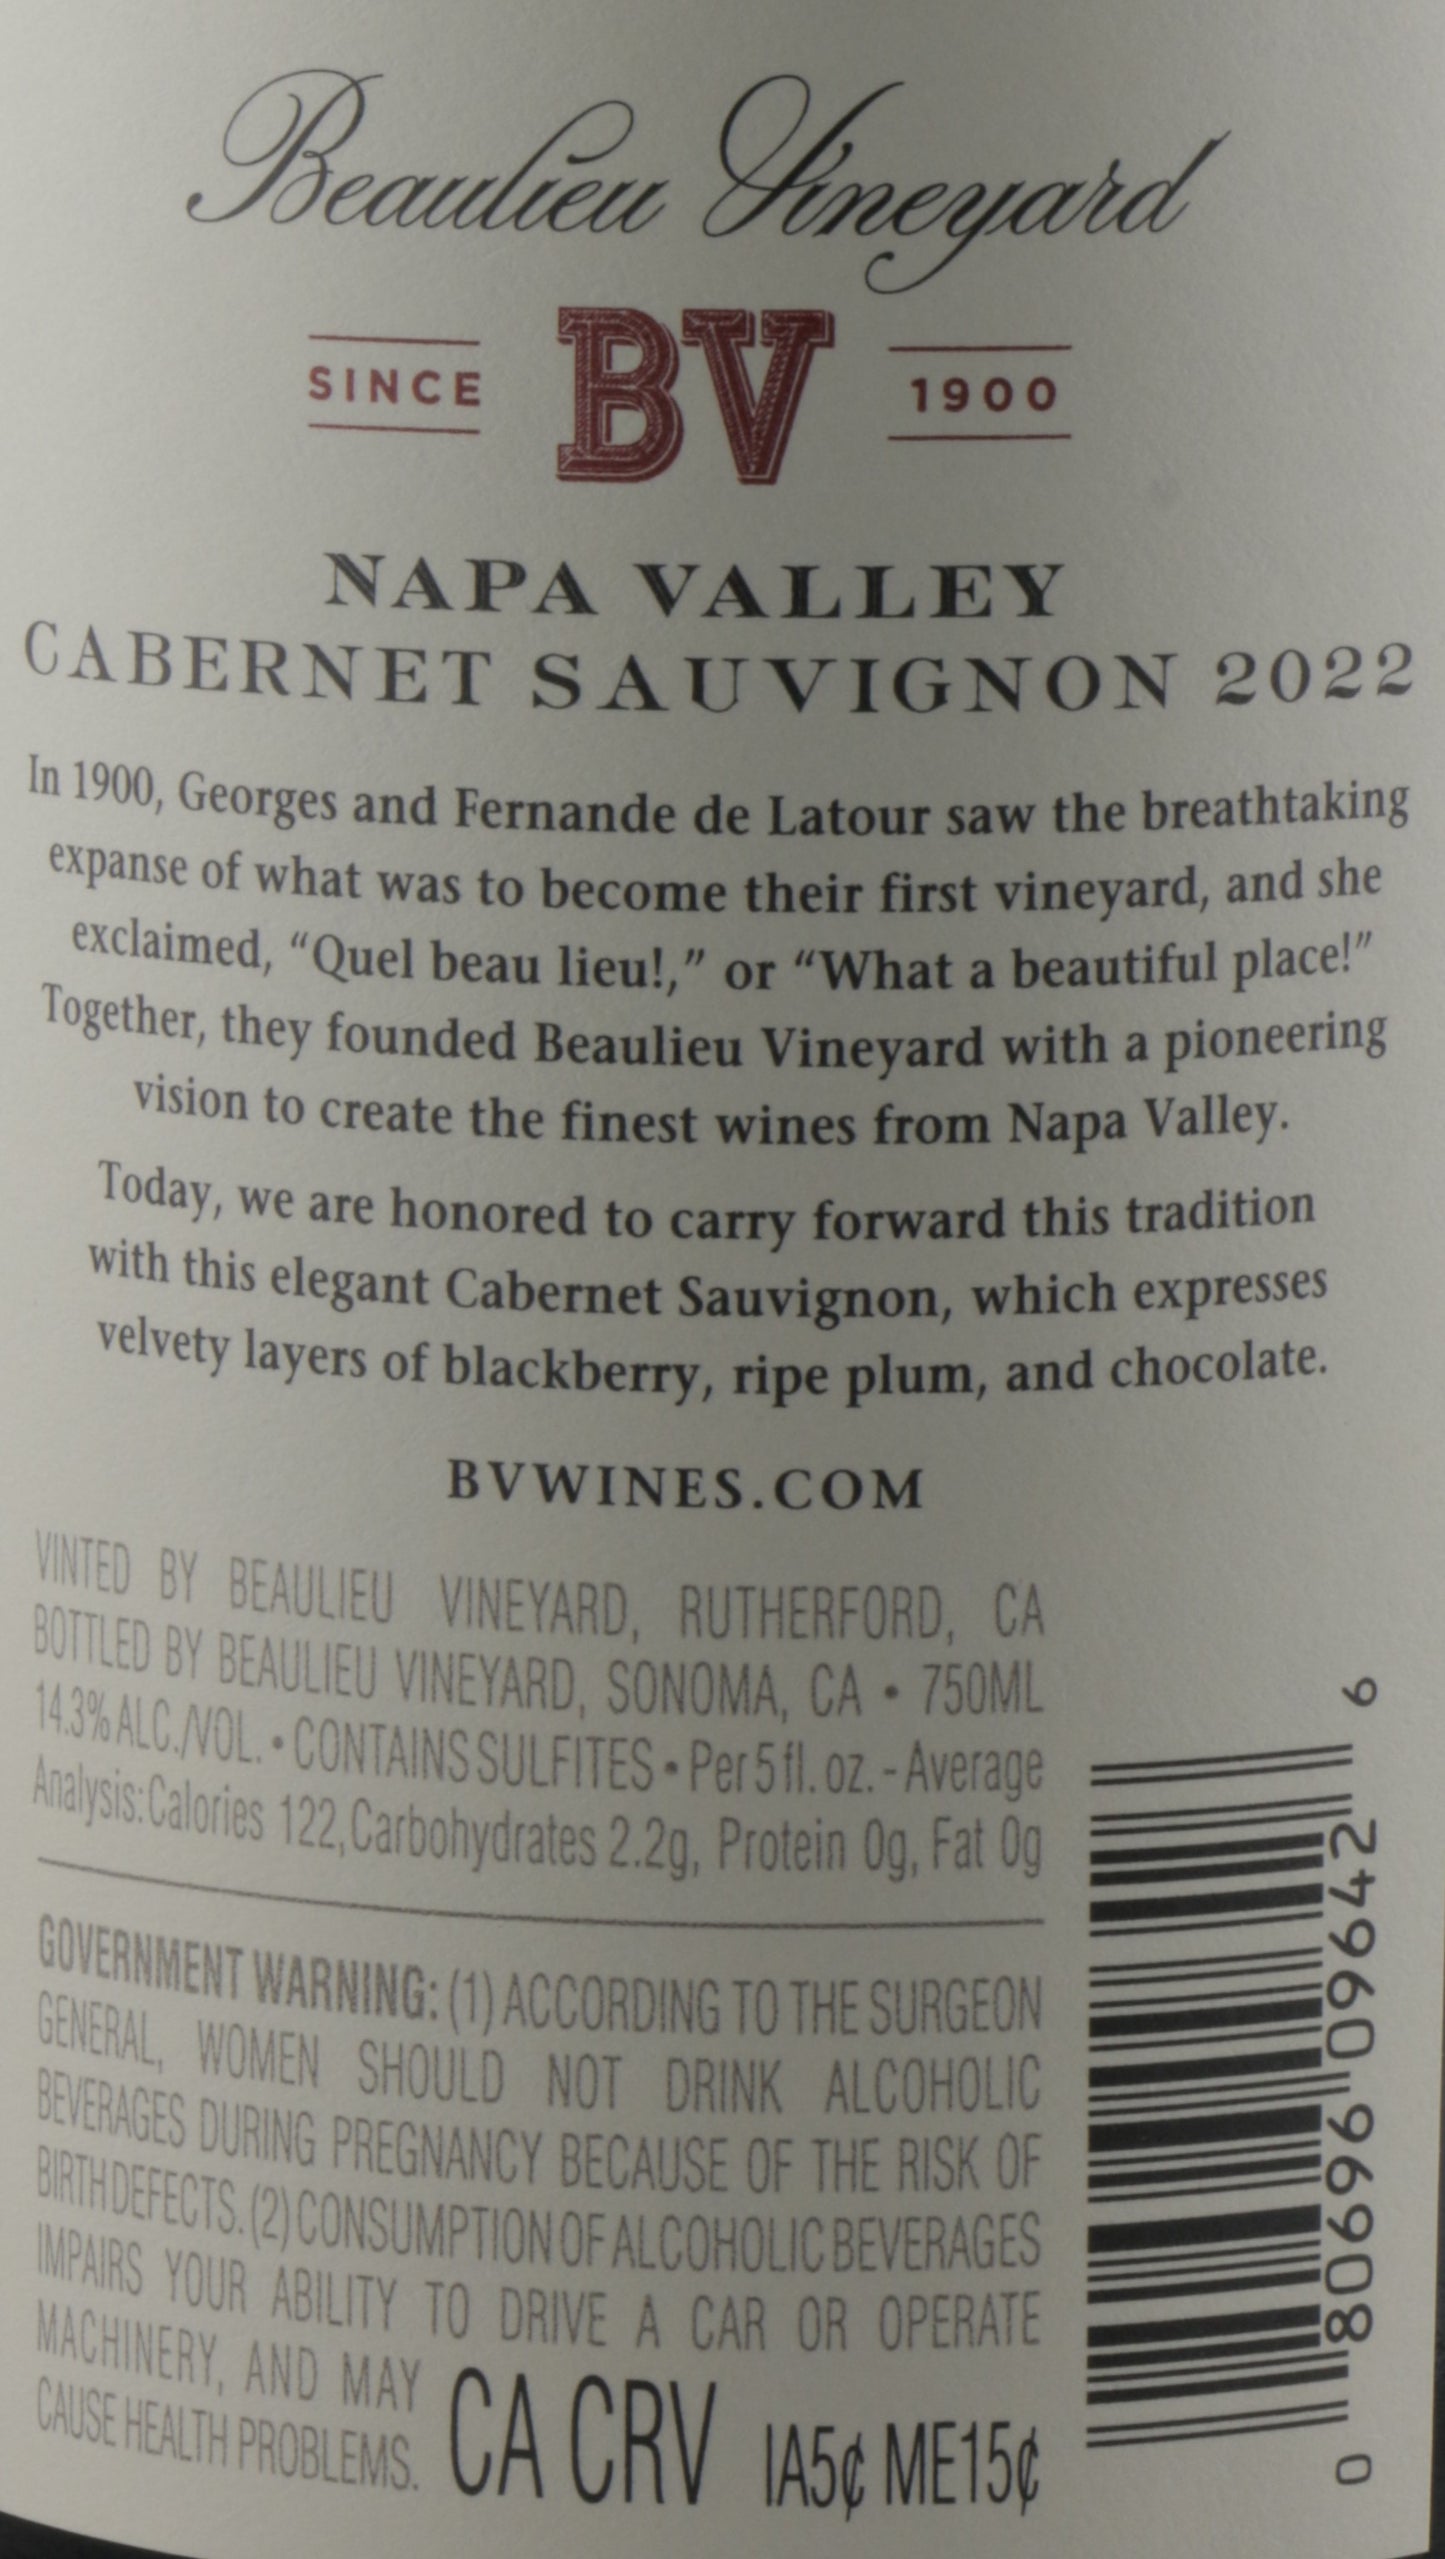 Beaulieu Vineyard
SINCE BV 1900
NAPA VALLEY
CABERNET SAUVIGNON 2022
In 1900, Georges and Fernande de Latour saw the breathtaking
expanse of what was to become their first vineyard, and she
exclaimed, “Quel beau lieu!,” or “What a beautiful place!”
Together, they founded Beaulieu Vineyard with a pioneering
vision to create the finest wines from Napa Valley.
Today, we are honored to carry forward this tradition
with this elegant Cabernet Sauvignon, which expresses
velvety layers of blackberry, ripe plum, and chocolate.
BVWINES.COM
VINTED BY BEAULIEU VINEYARD, RUTHERFORD, CA
BOTTLED BY BEAULIEU VINEYARD, SONOMA, CA • 750ML
14.3% ALC./VOL. • CONTAINS SULFITES • Per 5 fl. oz. - Average
Analysis: Calories 122, Carbohydrates 2.2g, Protein 0g, Fat 0g
GOVERNMENT WARNING: (1) ACCORDING TO THE SURGEON
GENERAL, WOMEN SHOULD NOT DRINK ALCOHOLIC
BEVERAGES DURING PREGNANCY BECAUSE OF THE RISK OF
BIRTH DEFECTS. (2) CONSUMPTION OF ALCOHOLIC BEVERAGES
IMPAIRS YOUR ABILITY TO DRIVE A CAR OR OPERATE
MACHINERY, AND MAY
CAUSE HEALTH PROBLEMS.
CA CRV IA5¢ ME15¢
0 80696 09642 6